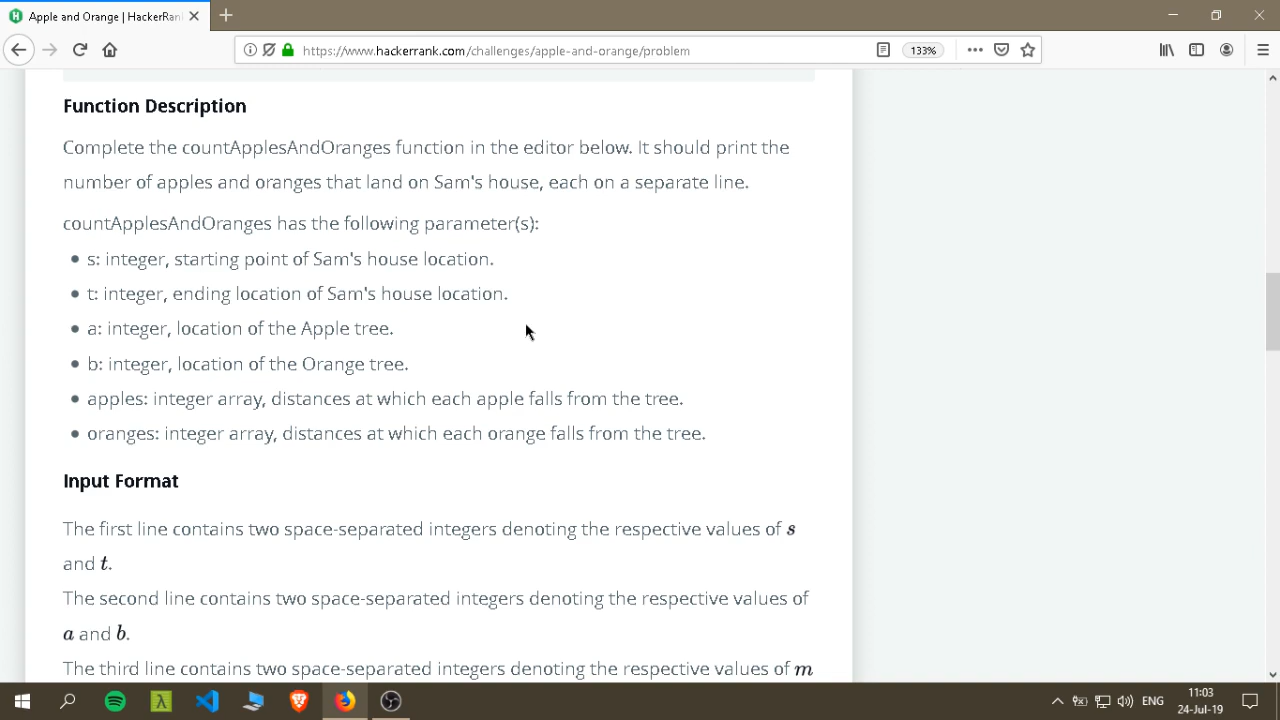 Apple and Orange | HackerRan
https://www.hackerrank.com/challenges/apple-and-orange/problem
133%
Function Description
Complete the countApplesAndOranges function in the editor below. It should print the
number of apples and oranges that land on Sam's house, each on a separate line.
countApplesAndOranges has the following parameter(s):
• s: integer, starting point of Sam's house location.
• t: integer, ending location of Sam's house location.
• a: integer, location of the Apple tree.
• b: integer, location of the Orange tree.
• apples: integer array, distances at which each apple falls from the tree.
• oranges: integer array, distances at which each orange falls from the tree.
Input Format
The first line contains two space-separated integers denoting the respective values of s
and t.
The second line contains two space-separated integers denoting the respective values of
a and b.
The third line contains two space-separated integers denoting the respective values of m
ENG
11:03
24-Jul-19